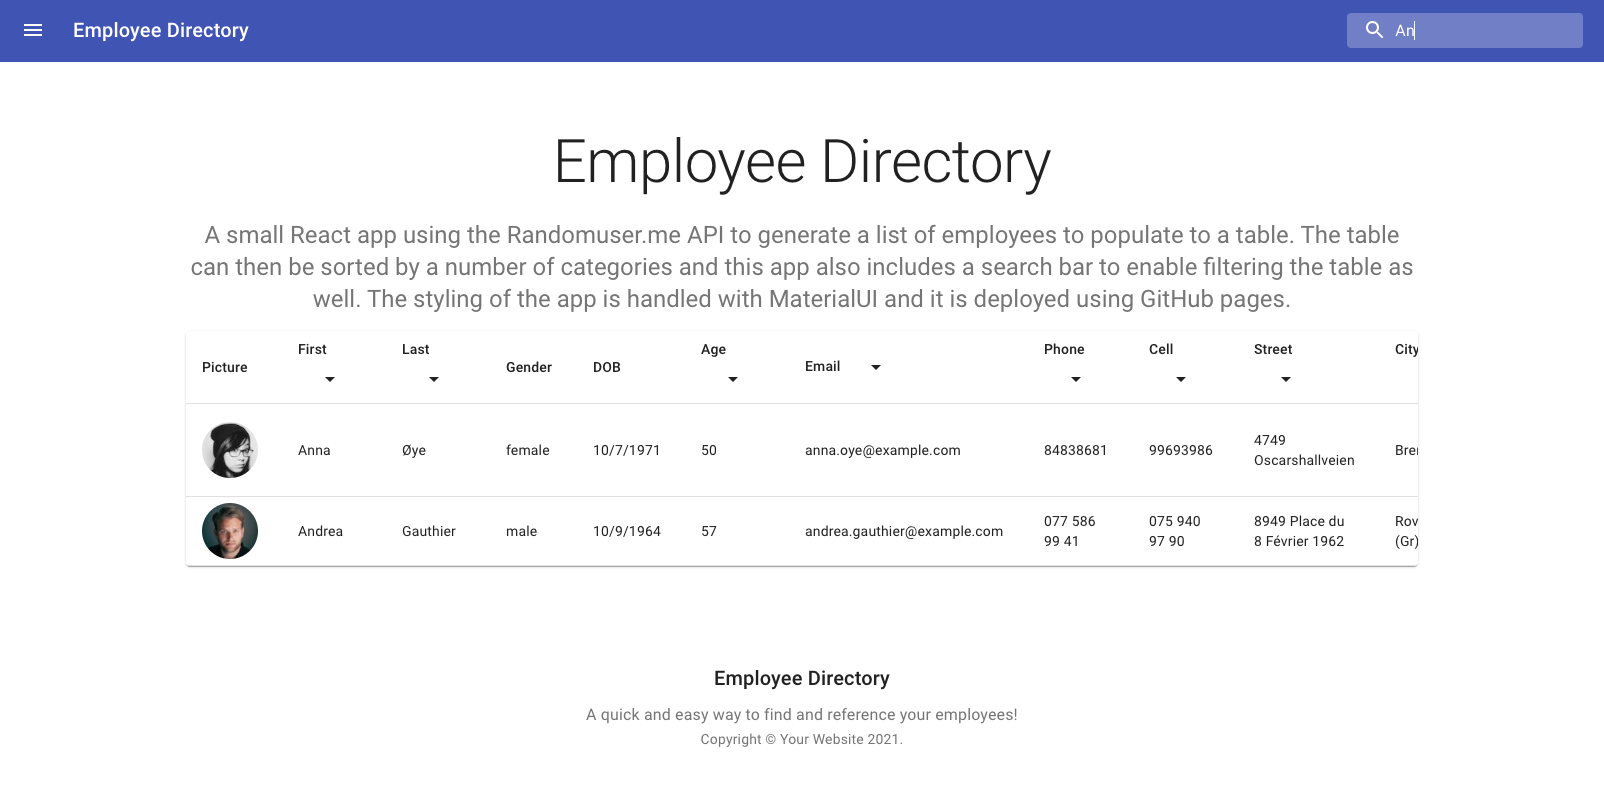 Employee Directory
An
Employee Directory
A small React app using the Randomuser.me API to generate a list of employees to populate to a table. The table
can then be sorted by a number of categories and this app also includes a search bar to enable filtering the table as
well. The styling of the app is handled with MaterialUI and it is deployed using GitHub pages.
Picture First Last Gender DOB Age Email Phone Cell Street City
Anna Øye female 10/7/1971 50 anna.oye@example.com 84838681 99693986 4749
Oscarshallveien
Andrea Gauthier male 10/9/1964 57 andrea.gauthier@example.com 077 586 075 940 8949 Place du
99 41 97 90 8 Février 1962 (Gr)
Employee Directory
A quick and easy way to find and reference your employees!
Copyright © Your Website 2021.